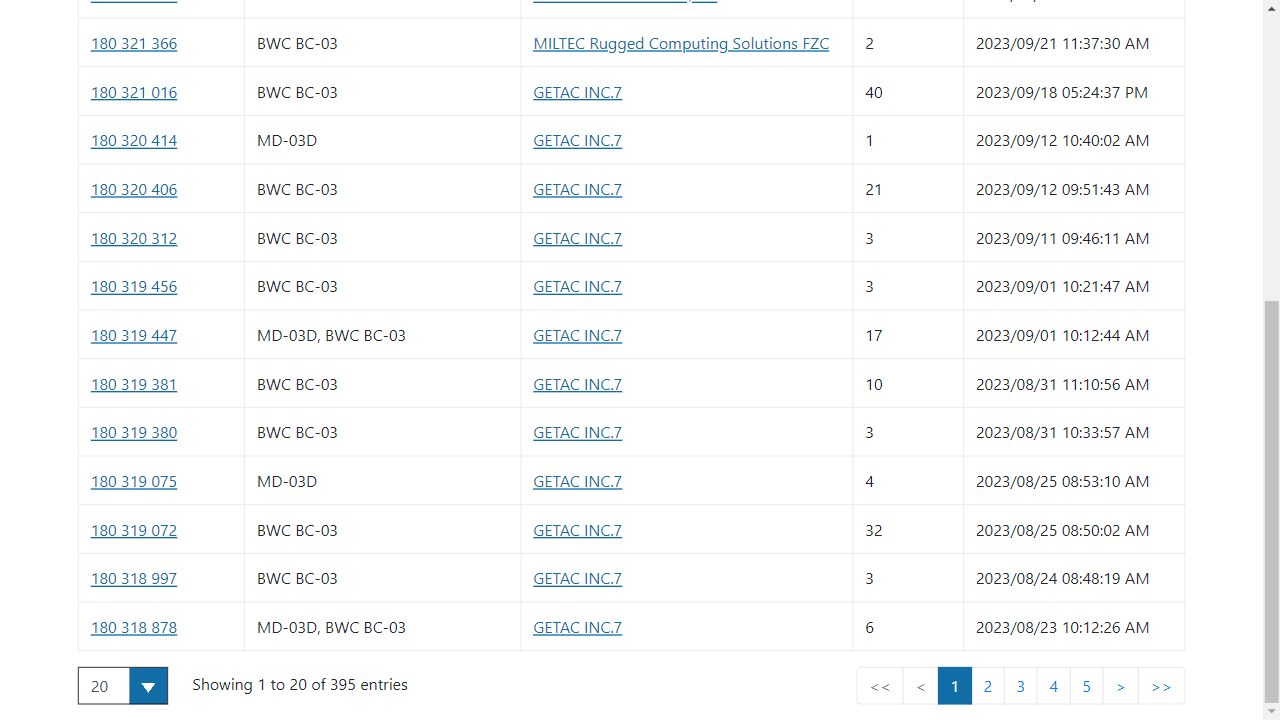 180 321 366 BWC BC-03 MILTEC Rugged Computing Solutions FZC 2 2023/09/21 11:37:30 AM
180 321 016 BWC BC-03 GETAC INC.7 40 2023/09/18 05:24:37 PM
180 320 414 MD-03D GETAC INC.7 1 2023/09/12 10:40:02 AM
180 320 406 BWC BC-03 GETAC INC.7 21 2023/09/12 09:51:43 AM
180 320 312 BWC BC-03 GETAC INC.7 3 2023/09/11 09:46:11 AM
180 319 456 BWC BC-03 GETAC INC.7 3 2023/09/01 10:21:47 AM
180 319 447 MD-03D, BWC BC-03 GETAC INC.7 17 2023/09/01 10:12:44 AM
180 319 381 BWC BC-03 GETAC INC.7 10 2023/08/31 11:10:56 AM
180 319 380 BWC BC-03 GETAC INC.7 3 2023/08/31 10:33:57 AM
180 319 075 MD-03D GETAC INC.7 4 2023/08/25 08:53:10 AM
180 319 072 BWC BC-03 GETAC INC.7 32 2023/08/25 08:50:02 AM
180 318 997 BWC BC-03 GETAC INC.7 3 2023/08/24 08:48:19 AM
180 318 878 MD-03D, BWC BC-03 GETAC INC.7 6 2023/08/23 10:12:26 AM
20 Showing 1 to 20 of 395 entries << < 1 2 3 4 5 > >>